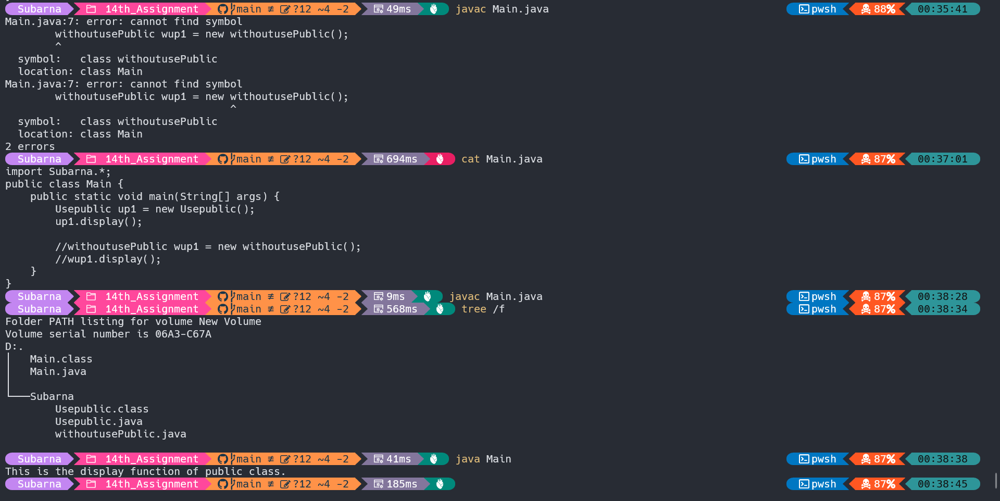 Subarna 14th_Assignment main ≢ ?12 ~4 -2 49ms javac Main.java pwsh 88% 00:35:41
Main.java:7: error: cannot find symbol
        withoutusePublic wup1 = new withoutusePublic();
        ^
  symbol:   class withoutusePublic
  location: class Main
Main.java:7: error: cannot find symbol
        withoutusePublic wup1 = new withoutusePublic();
                                    ^
  symbol:   class withoutusePublic
  location: class Main
2 errors
Subarna 14th_Assignment main ≢ ?12 ~4 -2 694ms cat Main.java pwsh 87% 00:37:01
import Subarna.*;
public class Main {
    public static void main(String[] args) {
        Usepublic up1 = new Usepublic();
        up1.display();

        //withoutusePublic wup1 = new withoutusePublic();
        //wup1.display();
    }
}
Subarna 14th_Assignment main ≢ ?12 ~4 -2 9ms javac Main.java pwsh 87% 00:38:28
Subarna 14th_Assignment main ≢ ?12 ~4 -2 568ms tree /f pwsh 87% 00:38:34
Folder PATH listing for volume New Volume
Volume serial number is 06A3-C67A
D:.
│   Main.class
│   Main.java
│
└───Subarna
        Usepublic.class
        Usepublic.java
        withoutusePublic.java

Subarna 14th_Assignment main ≢ ?12 ~4 -2 41ms java Main pwsh 87% 00:38:38
This is the display function of public class.
Subarna 14th_Assignment main ≢ ?12 ~4 -2 185ms pwsh 87% 00:38:45